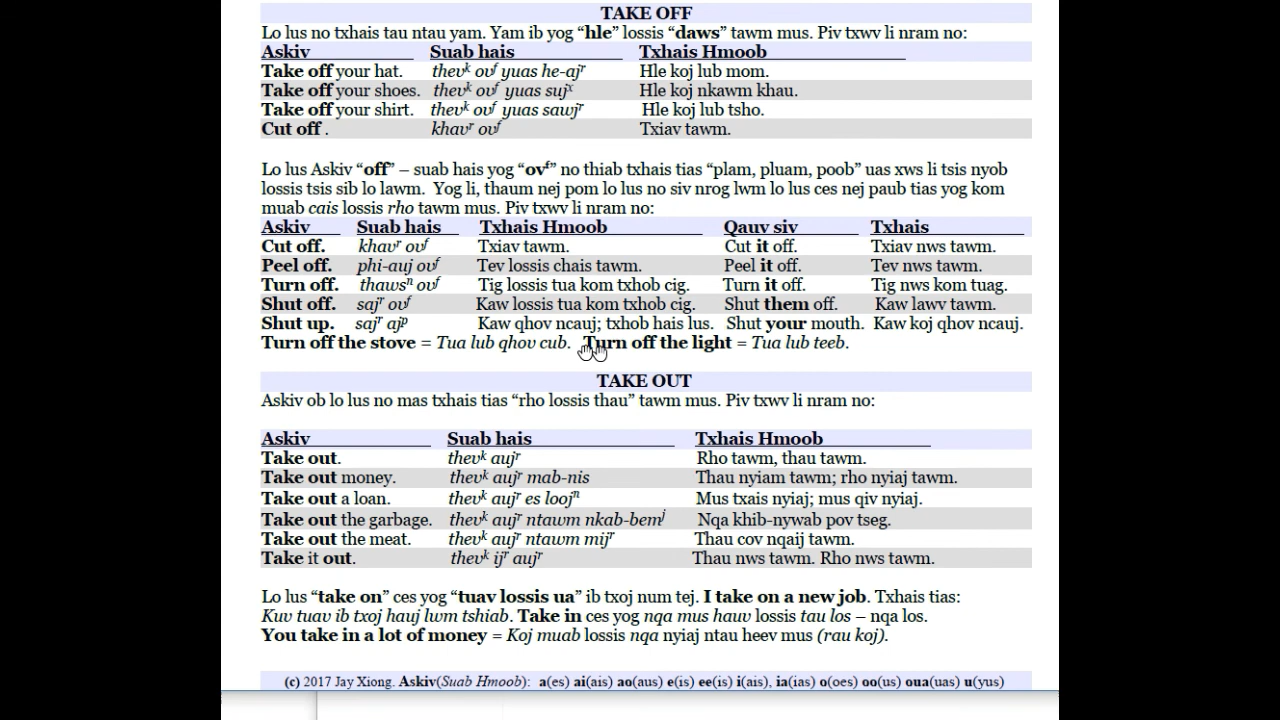 TAKE OFF
Lo lus no txhais tau ntau yam. Yam ib yog “hle” lossis “daws” tawm mus. Piv txwv li nram no:
Askiv Suab hais Txhais Hmoob
Take off your hat. thevᵏ ovᶠ yuas he-ajʳ Hle koj lub mom.
Take off your shoes. thevᵏ ovᶠ yuas sujˣ Hle koj nkawm khau.
Take off your shirt. thevᵏ ovᶠ yuas sawjʳ Hle koj lub tsho.
Cut off . khavʳ ovᶠ Txiav tawm.
Lo lus Askiv “off” – suab hais yog “ovᶠ” no thiab txhais tias “plam, pluam, poob” uas xws li tsis nyob
lossis tsis sib lo lawm. Yog li, thaum nej pom lo lus no siv nrog lwm lo lus ces nej paub tias yog kom
muab cais lossis rho tawm mus. Piv txwv li nram no:
Askiv Suab hais Txhais Hmoob Qauv siv Txhais
Cut off. khavʳ ovᶠ Txiav tawm. Cut it off. Txiav nws tawm.
Peel off. phi-auj ovᶠ Tev lossis chais tawm. Peel it off. Tev nws tawm.
Turn off. thawsⁿ ovᶠ Tig lossis tua kom txhob cig. Turn it off. Tig nws kom tuag.
Shut off. sajʳ ovᶠ Kaw lossis tua kom txhob cig. Shut them off. Kaw lawv tawm.
Shut up. sajʳ ajᵖ Kaw qhov ncauj; txhob hais lus. Shut your mouth. Kaw koj qhov ncauj.
Turn off the stove = Tua lub qhov cub. Turn off the light = Tua lub teeb.
TAKE OUT
Askiv ob lo lus no mas txhais tias “rho lossis thau” tawm mus. Piv txwv li nram no:
Askiv Suab hais Txhais Hmoob
Take out. thevᵏ aujʳ Rho tawm, thau tawm.
Take out money. thevᵏ aujʳ mab-nis Thau nyiam tawm; rho nyiaj tawm.
Take out a loan. thevᵏ aujʳ es loojⁿ Mus txais nyiaj; mus qiv nyiaj.
Take out the garbage. thevᵏ aujʳ ntawm nkab-bemʲ Nqa khib-nywab pov tseg.
Take out the meat. thevᵏ aujʳ ntawm mijʳ Thau cov nqaij tawm.
Take it out. thevᵏ ijʳ aujʳ Thau nws tawm. Rho nws tawm.
Lo lus “take on” ces yog “tuav lossis ua” ib txoj num tej. I take on a new job. Txhais tias:
Kuv tuav ib txoj hauj lwm tshiab. Take in ces yog nqa mus hauv lossis tau los – nqa los.
You take in a lot of money = Koj muab lossis nqa nyiaj ntau heev mus (rau koj).
(c) 2017 Jay Xiong. Askiv(Suab Hmoob): a(es) ai(ais) ao(aus) e(is) ee(is) i(ais), ia(ias) o(oes) oo(us) oua(uas) u(yus)